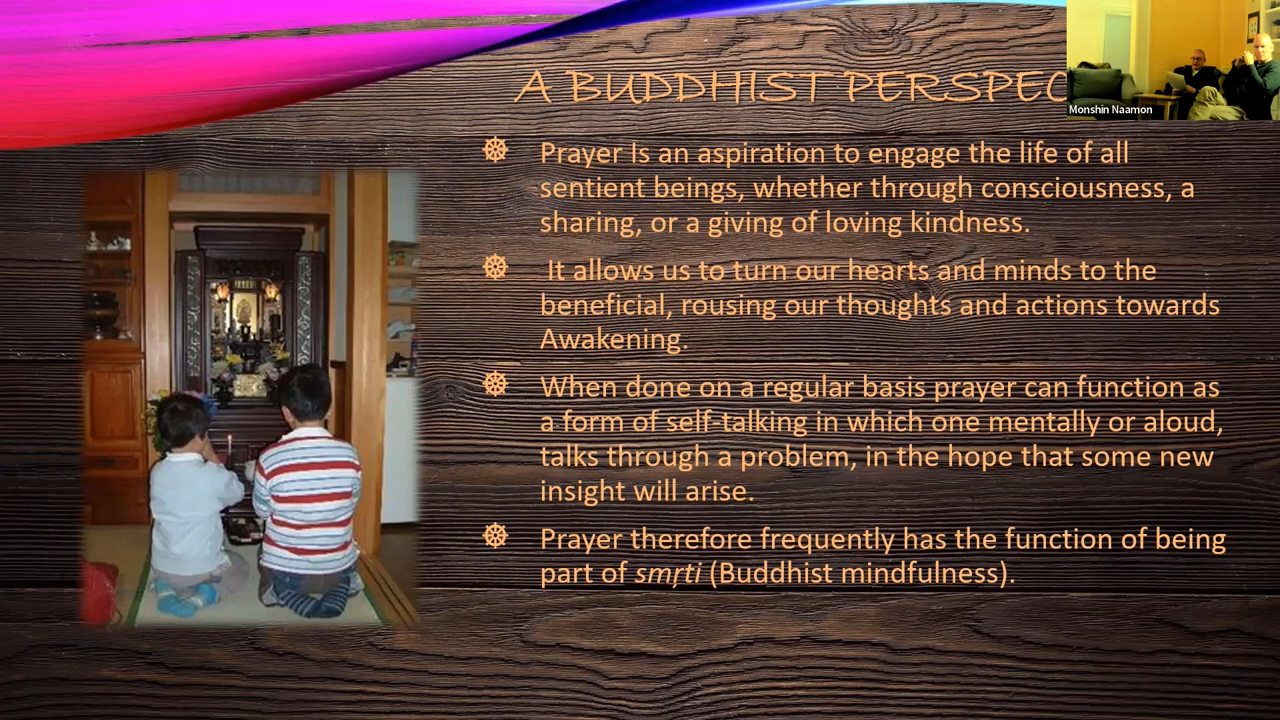 A BUDDHIST PERSPEC
Monshin Naamon
Prayer Is an aspiration to engage the life of all
sentient beings, whether through consciousness, a
sharing, or a giving of loving kindness.
It allows us to turn our hearts and minds to the
beneficial, rousing our thoughts and actions towards
Awakening.
When done on a regular basis prayer can function as
a form of self-talking in which one mentally or aloud,
talks through a problem, in the hope that some new
insight will arise.
Prayer therefore frequently has the function of being
part of smṛti (Buddhist mindfulness).